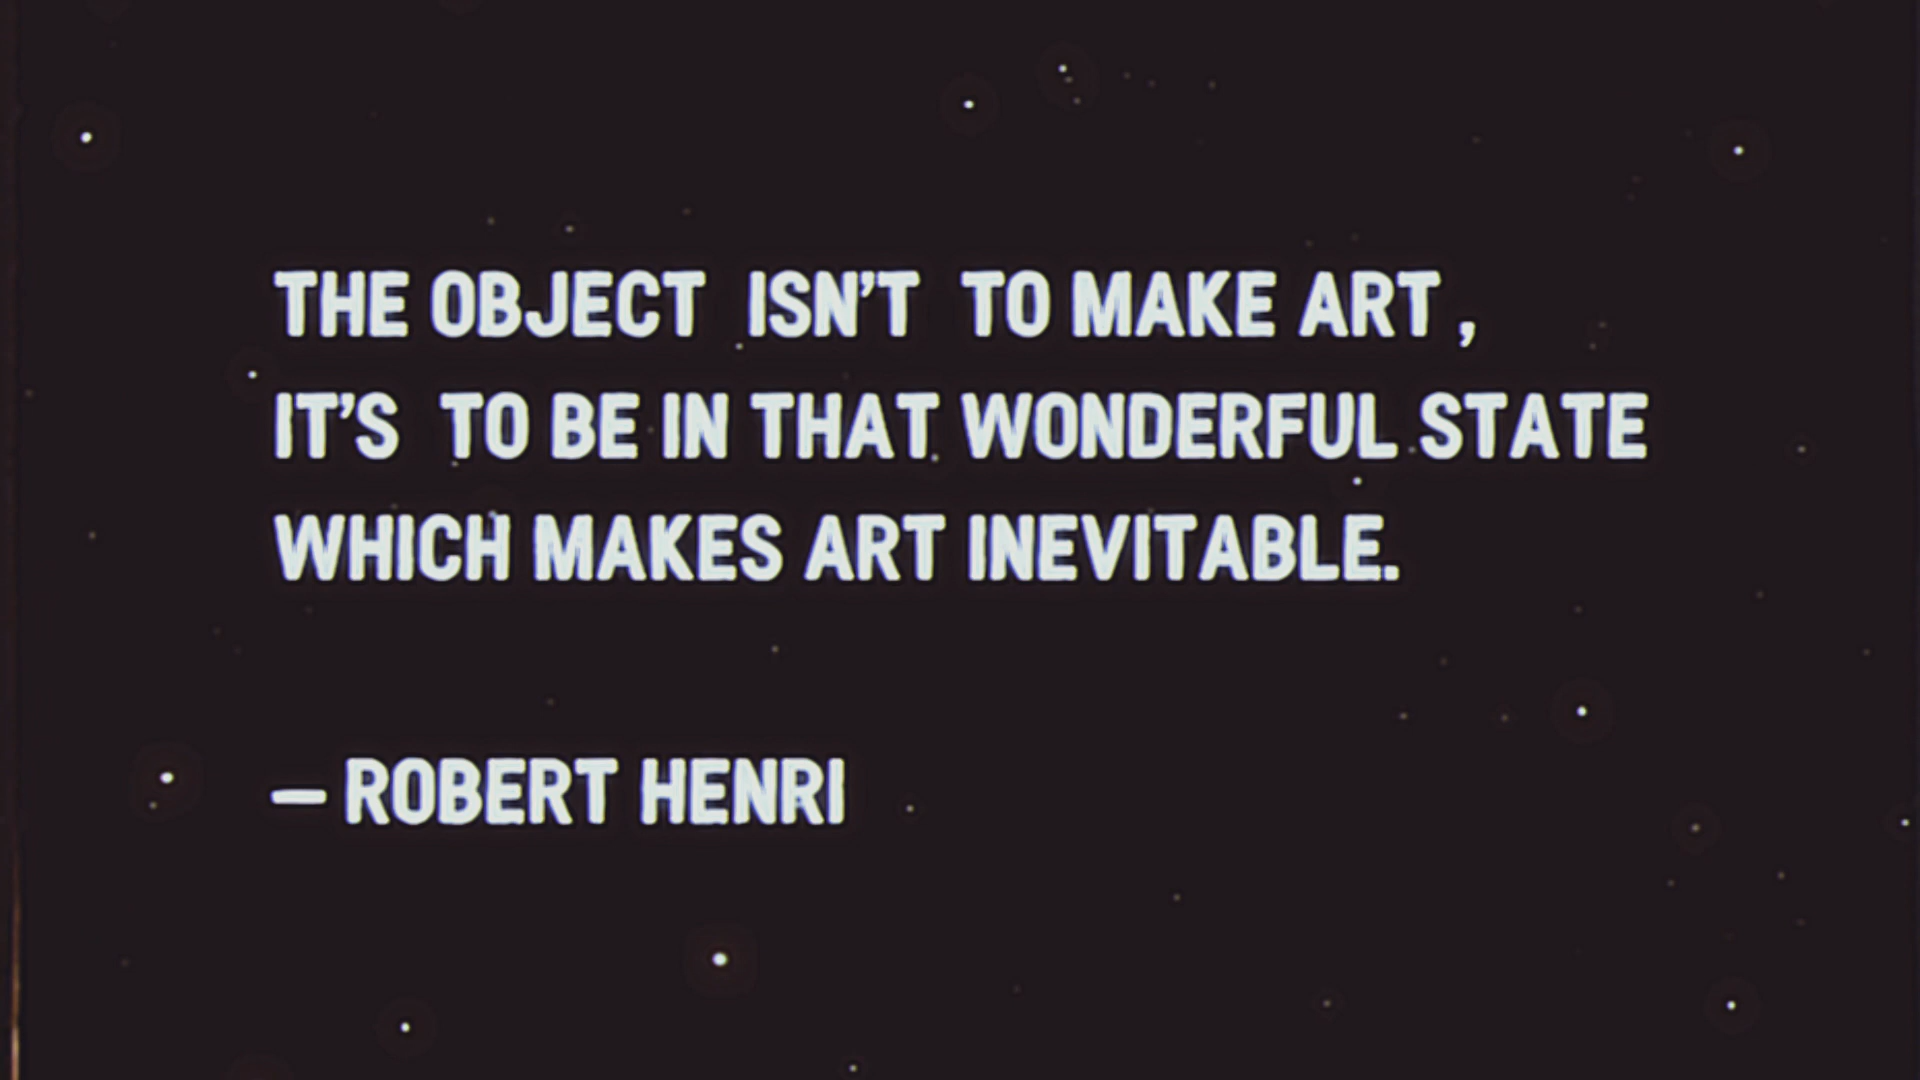 THE OBJECT ISN'T TO MAKE ART ,
IT'S TO BE IN THAT WONDERFUL STATE
WHICH MAKES ART INEVITABLE.
— ROBERT HENRI